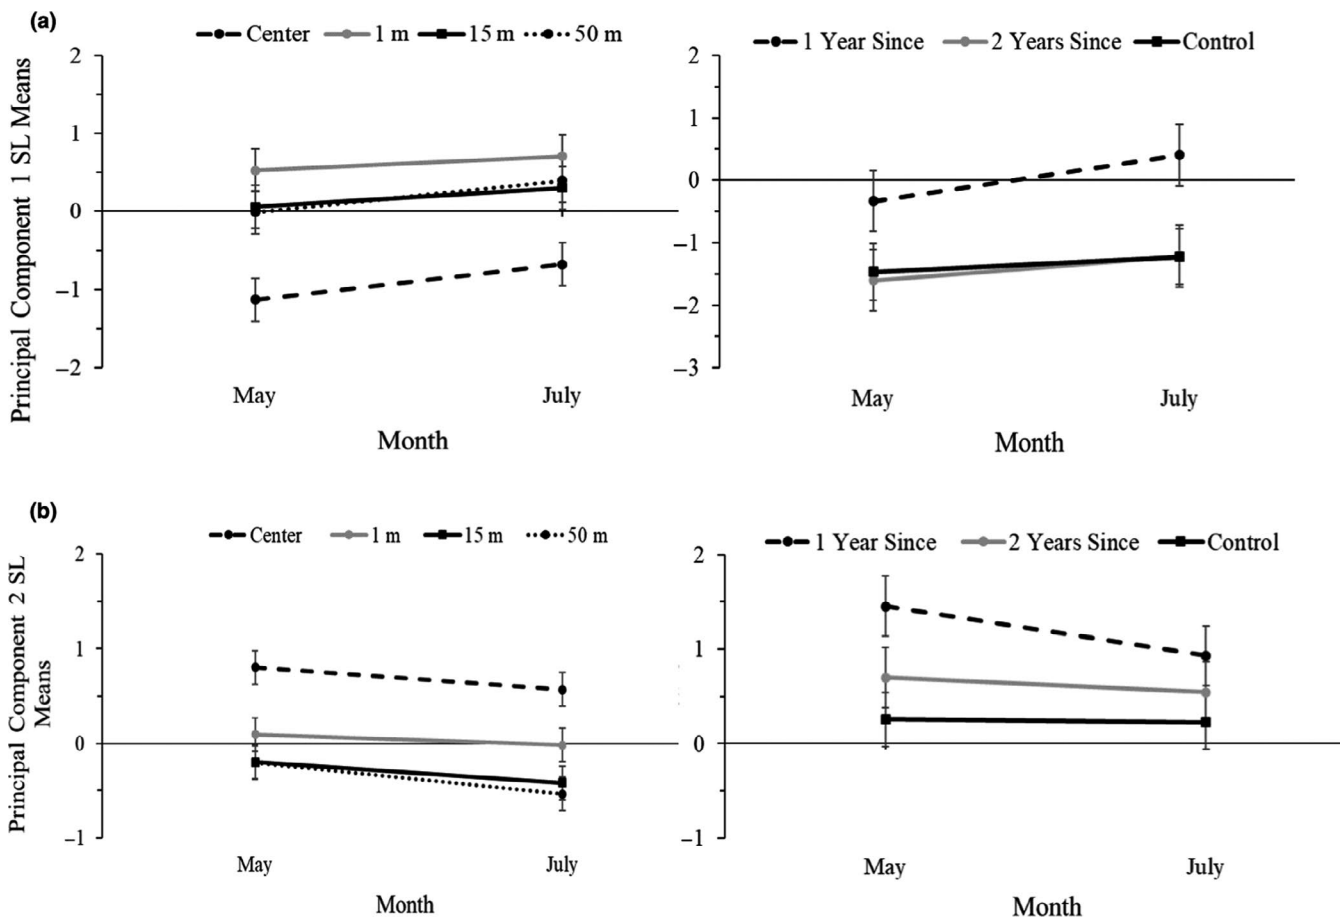 (a)
Center 1 m 15 m 50 m
Principal Component 1 SL Means
2
1
0
−1
−2
May July
Month
1 Year Since 2 Years Since Control
2
1
0
−1
−2
−3
May July
Month
(b)
Center 1 m 15 m 50 m
Principal Component 2 SL
Means
2
1
0
−1
May July
Month
1 Year Since 2 Years Since Control
2
1
0
−1
May July
Month